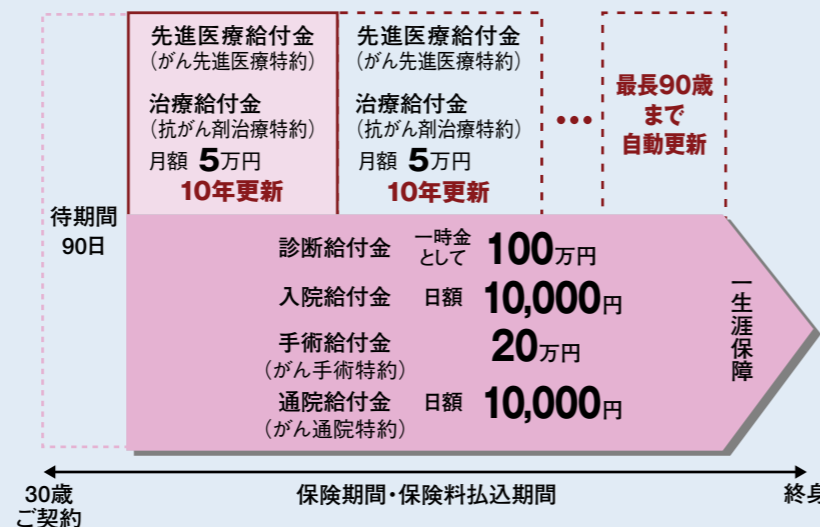 先進医療給付金
（がん先進医療特約）
治療給付金
（抗がん剤治療特約）
月額 5万円
10年更新
先進医療給付金
（がん先進医療特約）
治療給付金
（抗がん剤治療特約）
月額 5万円
10年更新
•••
最長90歳
まで
自動更新
待期間
90日
診断給付金 一時金として 100万円
入院給付金 日額 10,000円
手術給付金 20万円
（がん手術特約）
通院給付金 日額 10,000円
（がん通院特約）
一生涯保障
30歳
ご契約
保険期間・保険料払込期間
終身